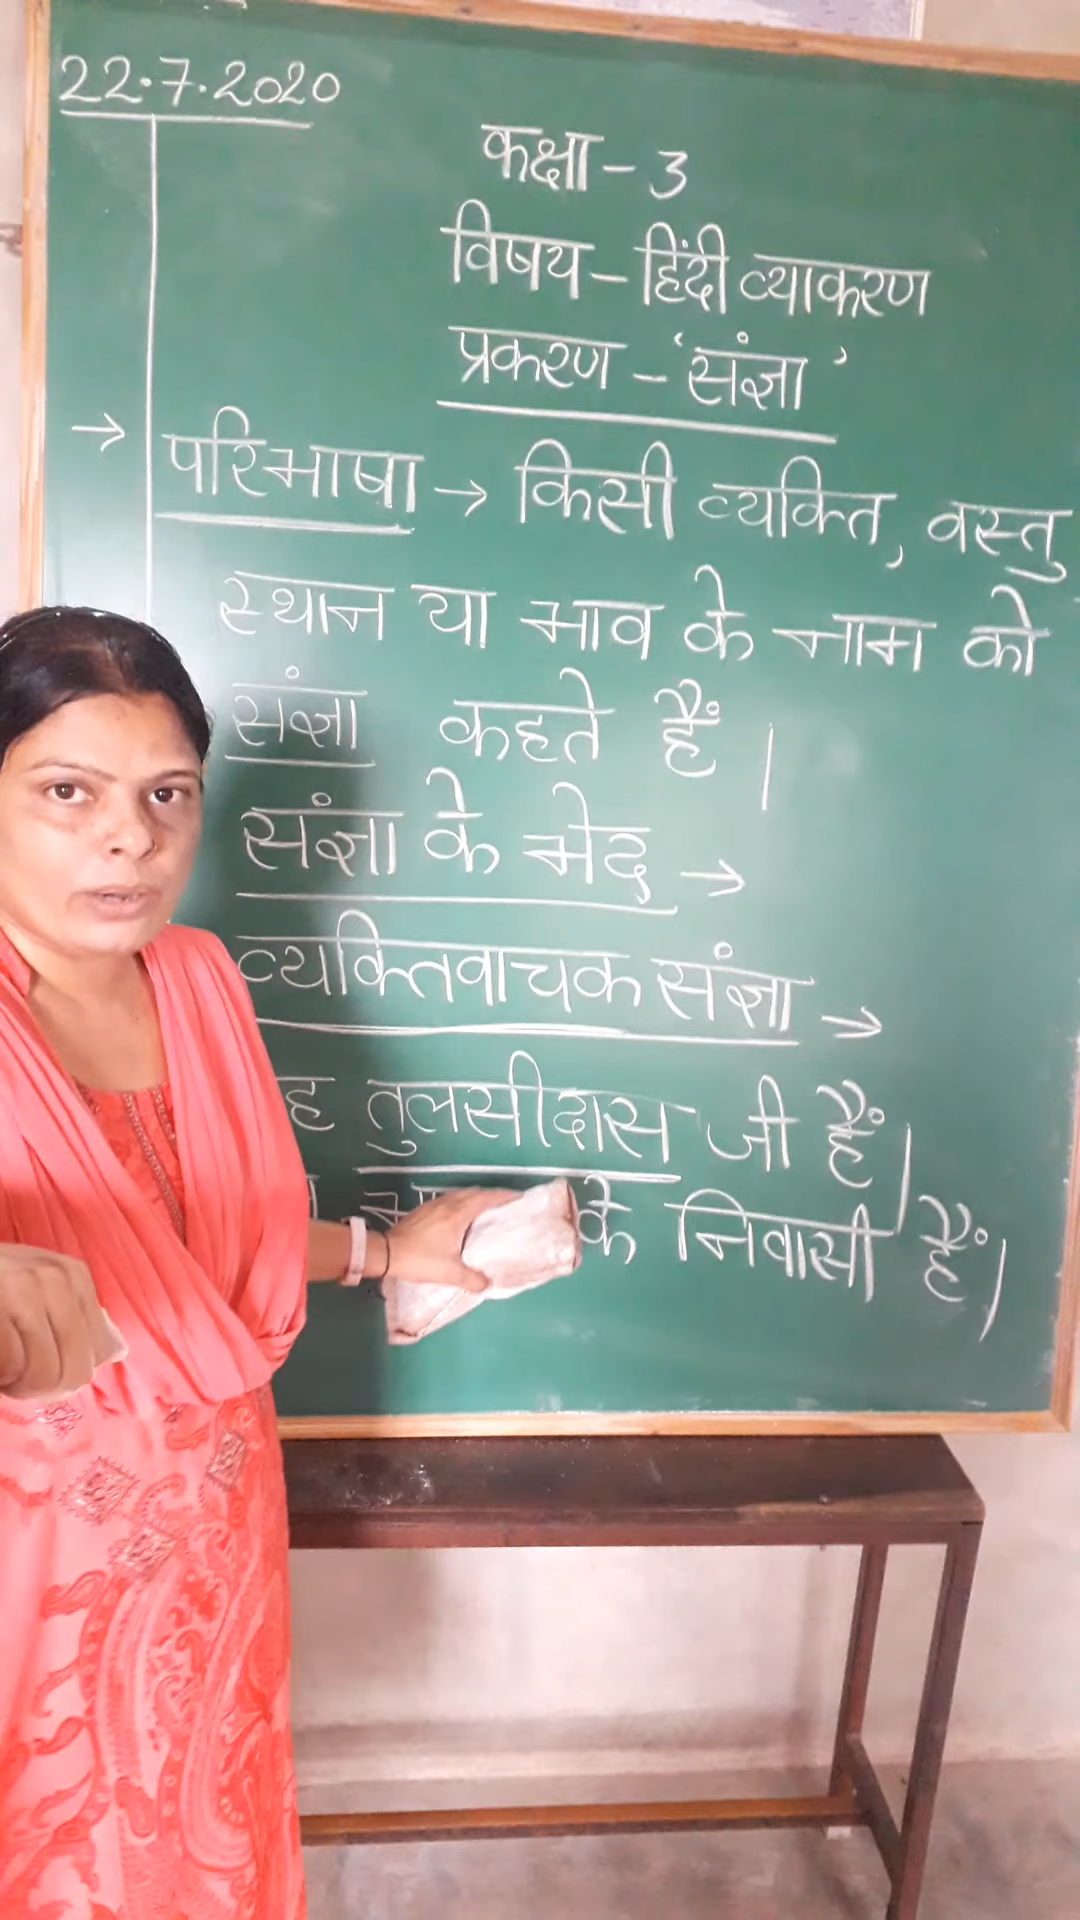 22.7.2020
कक्षा - 3
विषय - हिंदी व्याकरण
प्रकरण - 'संज्ञा'
→ परिभाषा → किसी व्यक्ति, वस्तु
स्थान या भाव के नाम को
संज्ञा कहते हैं।
संज्ञा के भेद →
व्यक्तिवाचक संज्ञा →
तुलसीदास जी हैं।
के निवासी हैं।